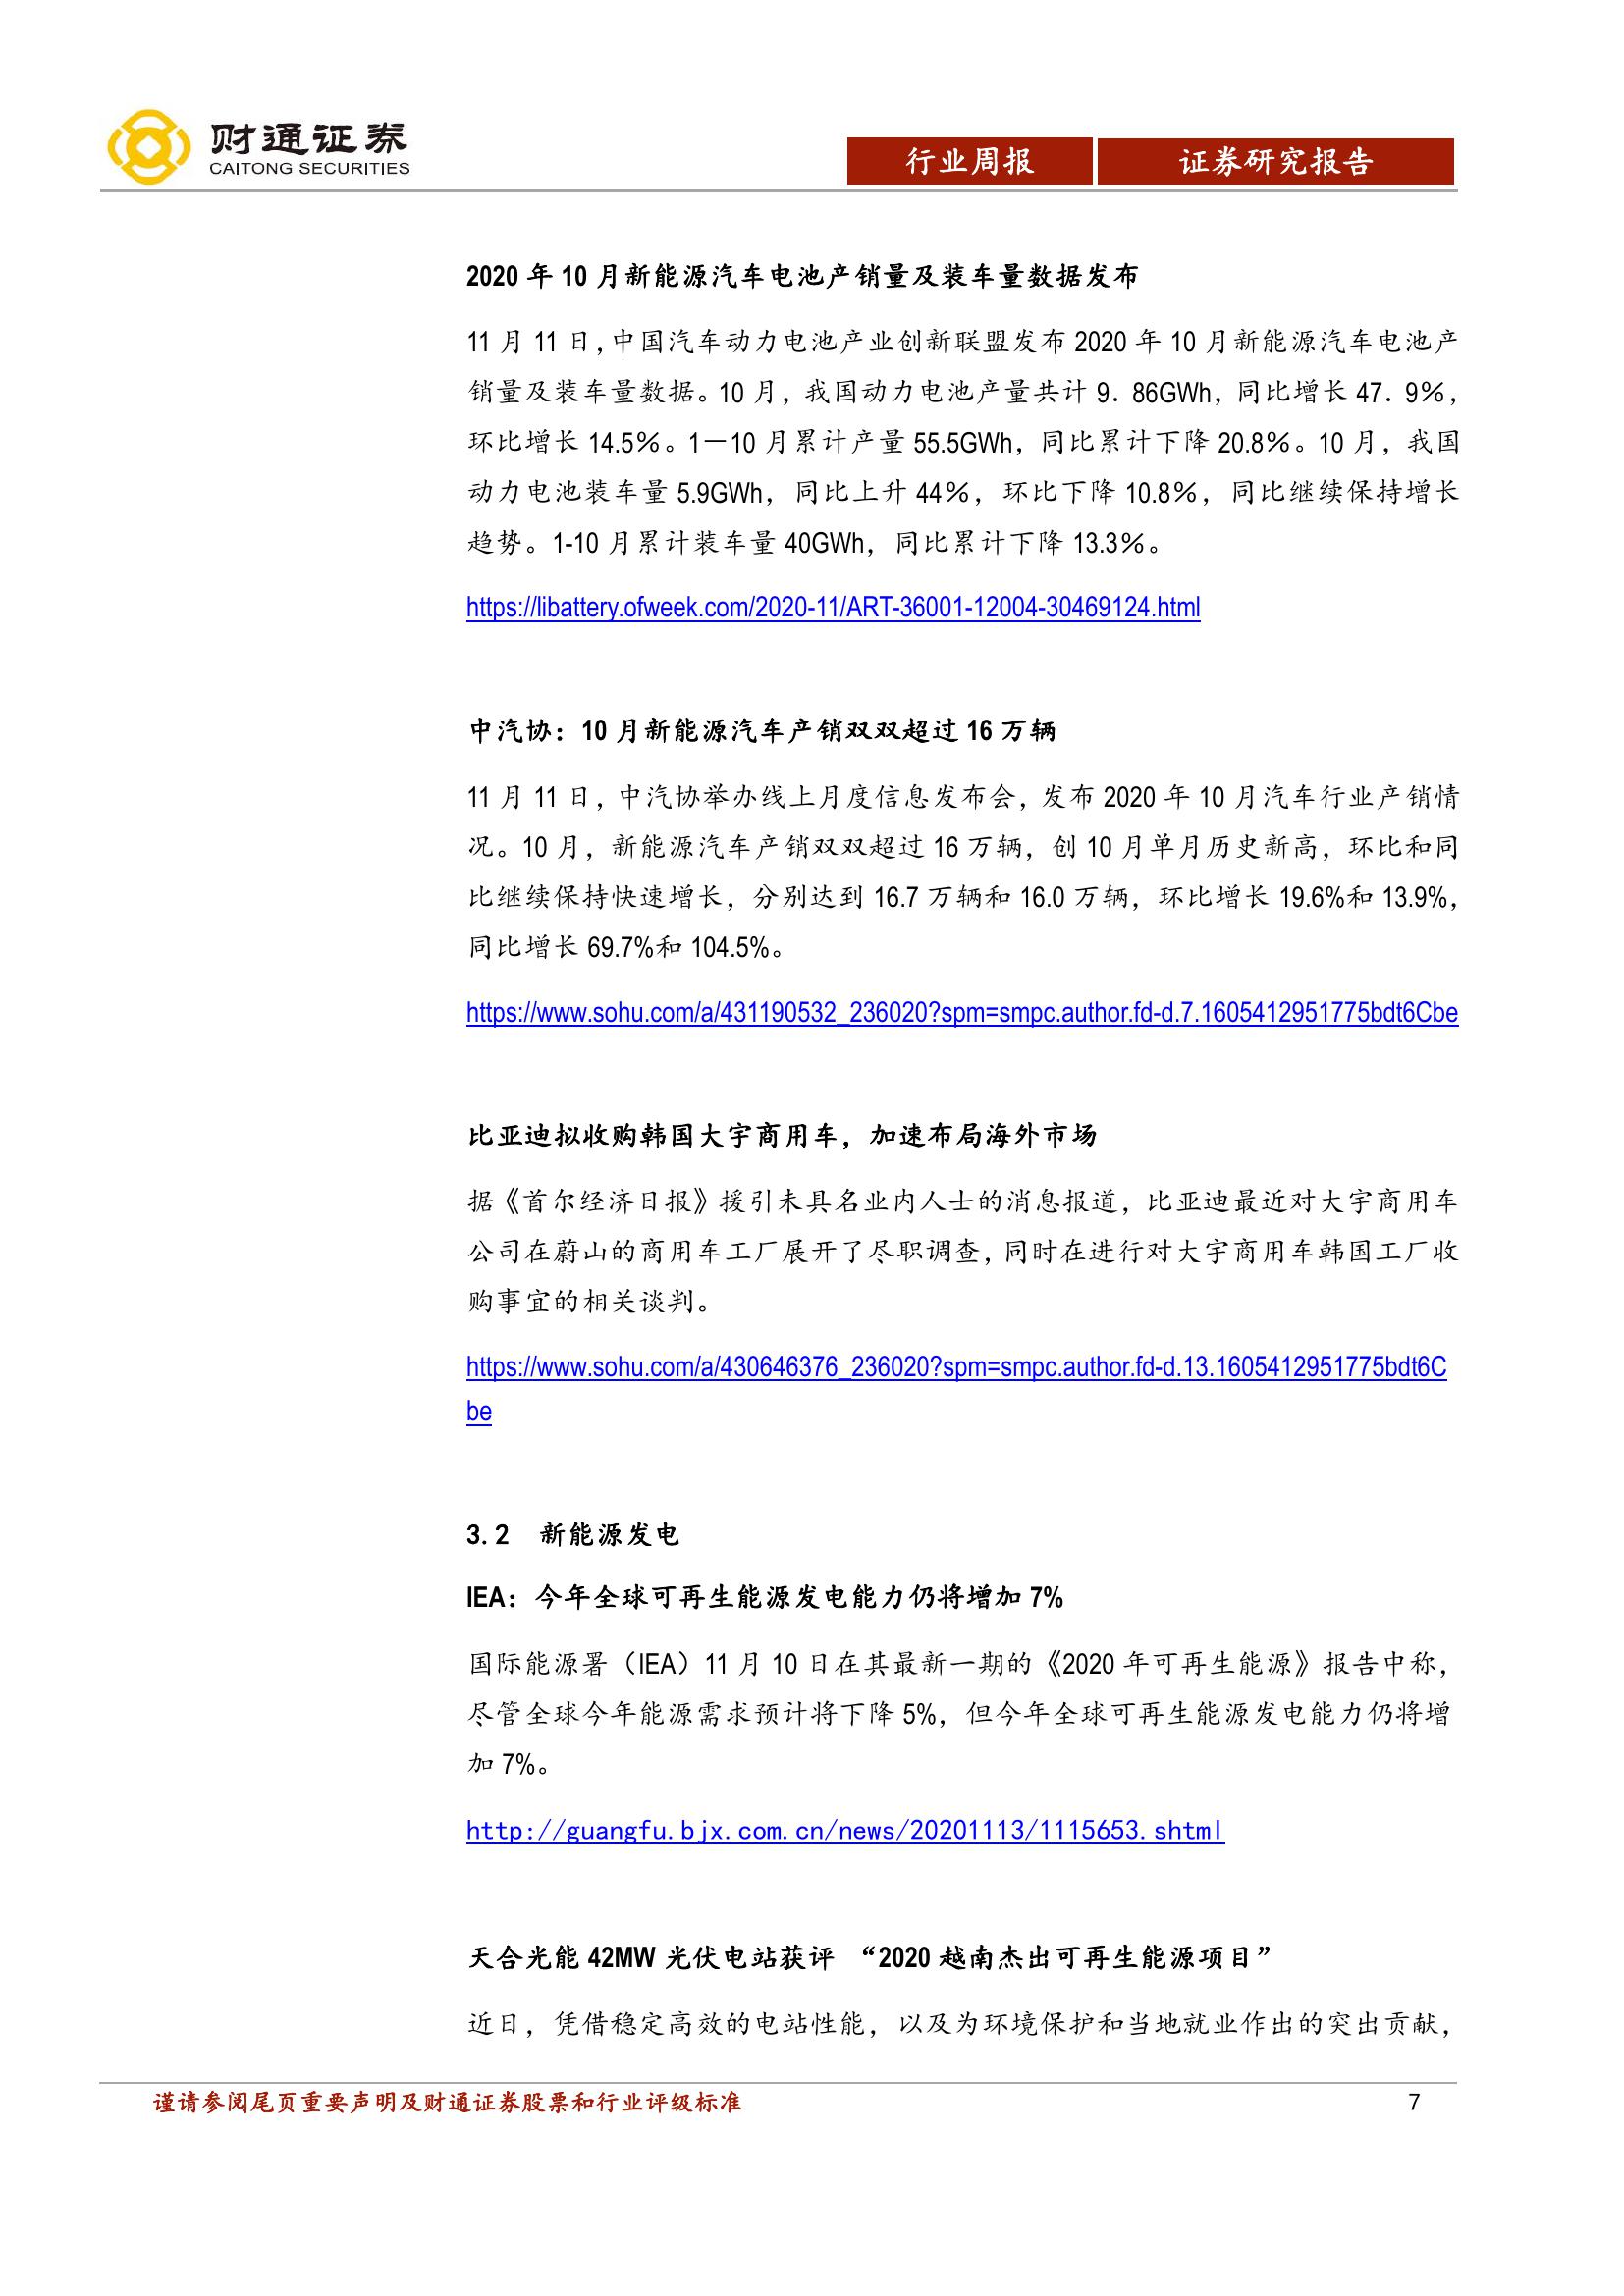 财通证券
CAITONG SECURITIES
行业周报
证券研究报告
2020 年 10 月新能源汽车电池产销量及装车量数据发布
11 月 11 日，中国汽车动力电池产业创新联盟发布 2020 年 10 月新能源汽车电池产
销量及装车量数据。10 月，我国动力电池产量共计 9．86GWh，同比增长 47．9％，
环比增长 14.5％。1－10 月累计产量 55.5GWh，同比累计下降 20.8％。10 月，我国
动力电池装车量 5.9GWh，同比上升 44％，环比下降 10.8％，同比继续保持增长
趋势。1-10 月累计装车量 40GWh，同比累计下降 13.3％。
https://libattery.ofweek.com/2020-11/ART-36001-12004-30469124.html
中汽协：10 月新能源汽车产销双双超过 16 万辆
11 月 11 日，中汽协举办线上月度信息发布会，发布 2020 年 10 月汽车行业产销情
况。10 月，新能源汽车产销双双超过 16 万辆，创 10 月单月历史新高，环比和同
比继续保持快速增长，分别达到 16.7 万辆和 16.0 万辆，环比增长 19.6%和 13.9%，
同比增长 69.7%和 104.5%。
https://www.sohu.com/a/431190532_236020?spm=smpc.author.fd-d.7.1605412951775bdt6Cbe
比亚迪拟收购韩国大宇商用车，加速布局海外市场
据《首尔经济日报》援引未具名业内人士的消息报道，比亚迪最近对大宇商用车
公司在蔚山的商用车工厂展开了尽职调查，同时在进行对大宇商用车韩国工厂收
购事宜的相关谈判。
https://www.sohu.com/a/430646376_236020?spm=smpc.author.fd-d.13.1605412951775bdt6C
be
3.2 新能源发电
IEA：今年全球可再生能源发电能力仍将增加 7%
国际能源署（IEA）11 月 10 日在其最新一期的《2020 年可再生能源》报告中称，
尽管全球今年能源需求预计将下降 5%，但今年全球可再生能源发电能力仍将增
加 7%。
http://guangfu.bjx.com.cn/news/20201113/1115653.shtml
天合光能 42MW 光伏电站获评 “2020 越南杰出可再生能源项目”
近日，凭借稳定高效的电站性能，以及为环境保护和当地就业作出的突出贡献，
谨请参阅尾页重要声明及财通证券股票和行业评级标准
7